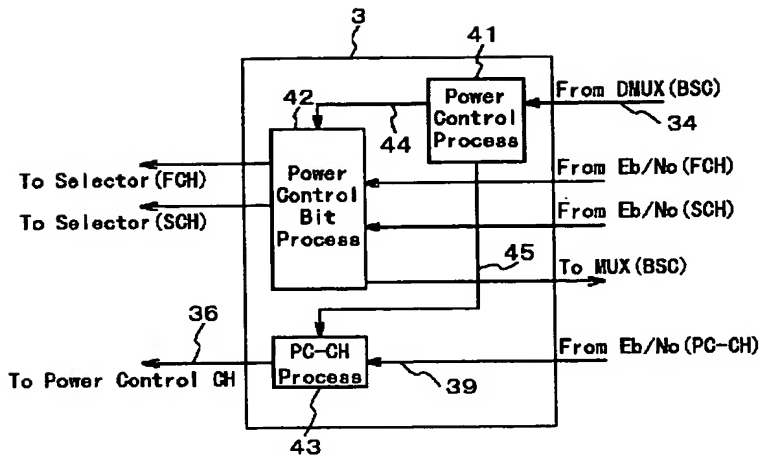 3
41
From DMUX(BSC)
34
Power
Control
Process
42
44
Power
Control
Bit
Process
From Eb/No(FCH)
To Selector(FCH)
From Eb/No(SCH)
To Selector(SCH)
45
To MUX(BSC)
36
PC-CH
Process
From Eb/No(PC-CH)
To Power Control CH
39
43